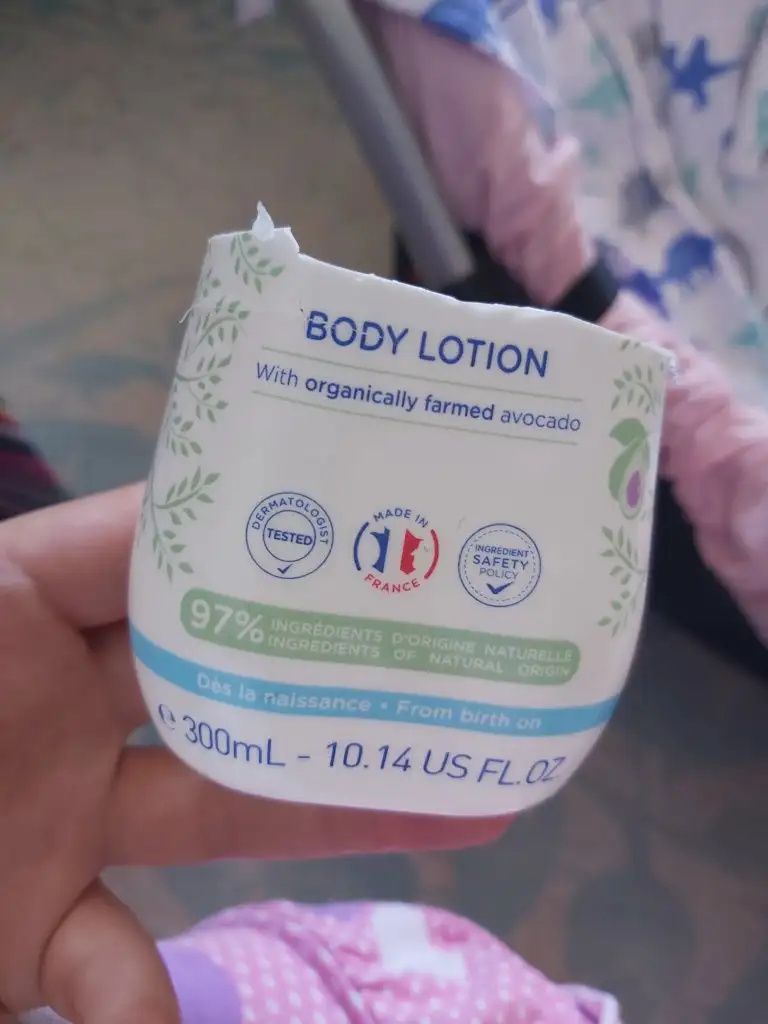 BODY LOTION
With organically farmed avocado
DERMATOLOGIST
TESTED
MADE IN
FRANCE
INGREDIENT
SAFETY
POLICY
97% INGRÉDIENTS D'ORIGINE NATURELLE
INGREDIENTS OF NATURAL ORIGIN
Dès la naissance • From birth on
℮ 300mL - 10.14 US FL.OZ